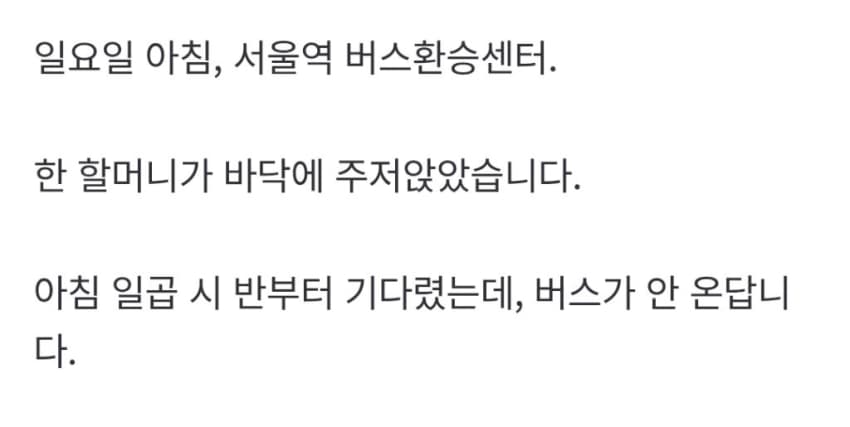 일요일 아침, 서울역 버스환승센터.
한 할머니가 바닥에 주저앉았습니다.
아침 일곱 시 반부터 기다렸는데, 버스가 안 온답니
다.